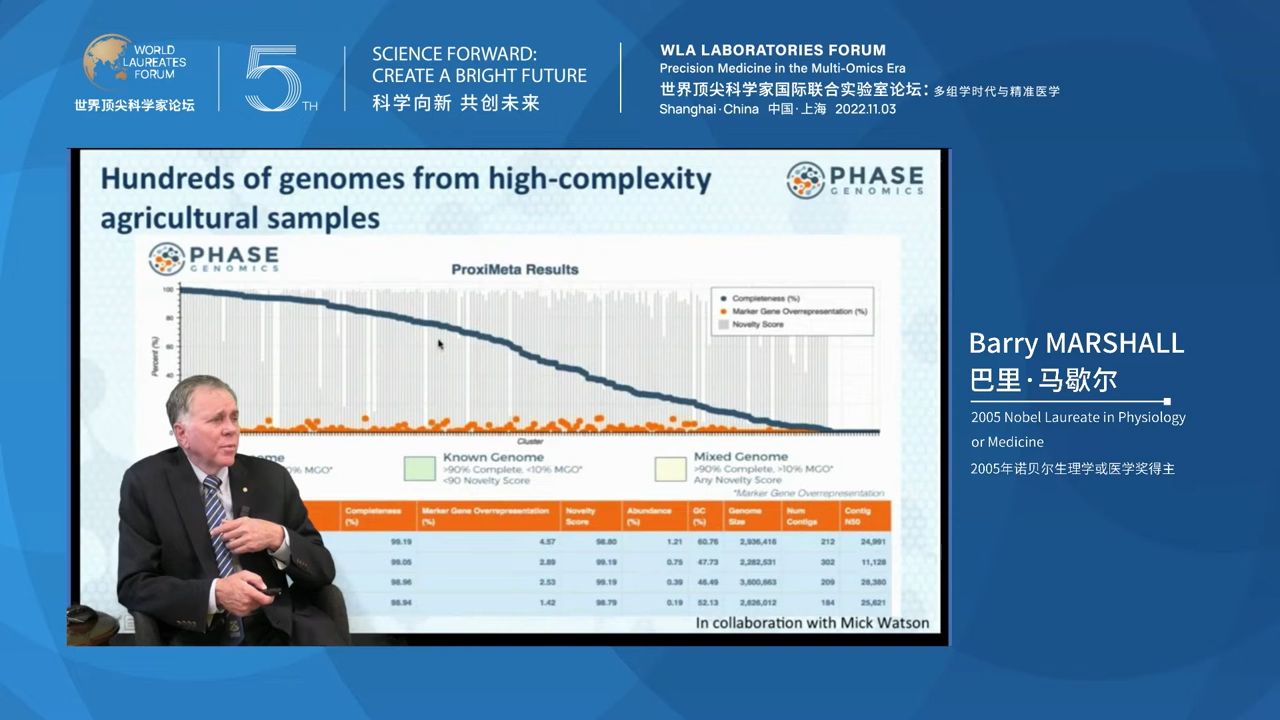 WORLD
LAUREATES
FORUM
世界顶尖科学家论坛
5TH
SCIENCE FORWARD:
CREATE A BRIGHT FUTURE
科学向新 共创未来
WLA LABORATORIES FORUM
Precision Medicine in the Multi-Omics Era
世界顶尖科学家国际联合实验室论坛：多组学时代与精准医学
Shanghai·China 中国·上海 2022.11.03
Hundreds of genomes from high-complexity
agricultural samples
PHASE
GENOMICS
PHASE
GENOMICS
ProxiMeta Results
Completeness (%)
Marker Gene Overrepresentation (%)
Novelty Score
Percent (%)
100
80
60
40
Cluster
Known Genome
>90% Complete, <10% MGO*
<90 Novelty Score
Mixed Genome
>90% Complete, >10% MGO*
Any Novelty Score
*Marker Gene Overrepresentation
Completeness (%) Marker Gene Overrepresentation (%) Novelty Score Abundance (%) GC (%) Genome Size Num Contigs Contig N50
99.19 4.57 98.80 1.21 60.76 2,936,416 212 24,991
99.05 2.89 99.19 0.75 47.73 2,282,531 302 11,128
98.96 2.53 99.19 0.39 46.49 3,600,663 209 28,380
98.94 1.42 98.79 0.19 52.13 2,626,012 184 25,621
In collaboration with Mick Watson
Barry MARSHALL
巴里·马歇尔
2005 Nobel Laureate in Physiology
or Medicine
2005年诺贝尔生理学或医学奖得主